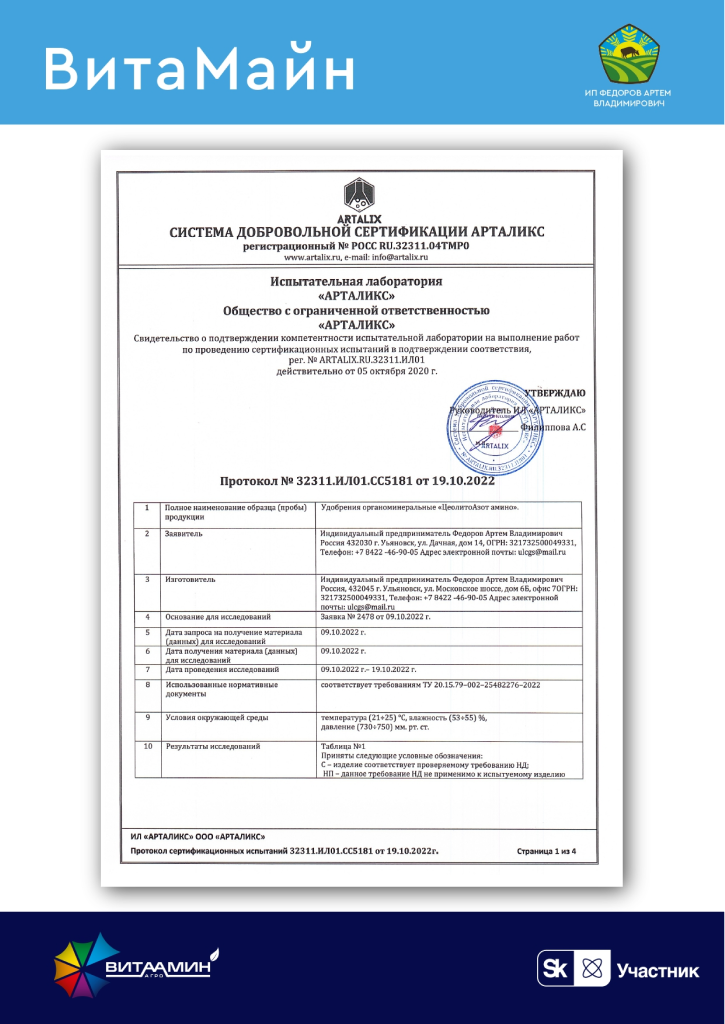 ВитаМайн
ИП ФЕДОРОВ АРТЕМ
ВЛАДИМИРОВИЧ
ARTALIX
СИСТЕМА ДОБРОВОЛЬНОЙ СЕРТИФИКАЦИИ АРТАЛИКС
регистрационный № РОСС RU.32311.04ТМР0
www.artalix.ru, e-mail: info@artalix.ru
Испытательная лаборатория
«АРТАЛИКС»
Общество с ограниченной ответственностью
«АРТАЛИКС»
Свидетельство о подтверждении компетентности испытательной лаборатории на выполнение работ
по проведению сертификационных испытаний в подтверждении соответствия,
рег. № ARTALIX.RU.32311.ИЛ01
действительно от 05 октября 2020 г.
УТВЕРЖДАЮ
Руководитель ИЛ «АРТАЛИКС»
Филиппова А.С
ARTALIX
Протокол № 32311.ИЛ01.СС5181 от 19.10.2022
1 Полное наименование образца (пробы) Удобрения органоминеральные «ЦеолитоАзот амино».
продукции
2 Заявитель Индивидуальный предприниматель Федоров Артем Владимирович
Россия 432030 г. Ульяновск, ул. Дачная, дом 14, ОГРН: 321732500049331,
Телефон: +7 8422 -46-90-05 Адрес электронной почты: ulcgs@mail.ru
3 Изготовитель Индивидуальный предприниматель Федоров Артем Владимирович
Россия, 432045 г. Ульяновск, ул. Московское шоссе, дом 6Б, офис 7ОГРН:
321732500049331, Телефон: +7 8422 -46-90-05 Адрес электронной
почты: ulcgs@mail.ru
4 Основание для исследований Заявка № 2478 от 09.10.2022 г.
5 Дата запроса на получение материала 09.10.2022 г.
(данных) для исследований
6 Дата получения материала (данных) 09.10.2022 г.
для исследований
7 Дата проведения исследований 09.10.2022 г.– 19.10.2022 г.
8 Использованные нормативные соответствует требованиям ТУ 20.15.79–002–25482276–2022
документы
9 Условия окружающей среды температура (21÷25) °С, влажность (53÷55) %,
давление (730÷750) мм. рт. ст.
10 Результаты исследований Таблица №1
Приняты следующие условные обозначения:
С – изделие соответствует проверяемому требованию НД;
НП – данное требование НД не применимо к испытуемому изделию
ИЛ «АРТАЛИКС» ООО «АРТАЛИКС»
Протокол сертификационных испытаний 32311.ИЛ01.СС5181 от 19.10.2022г. Страница 1 из 4
ВИТААМИН
АГРО
Sk Участник